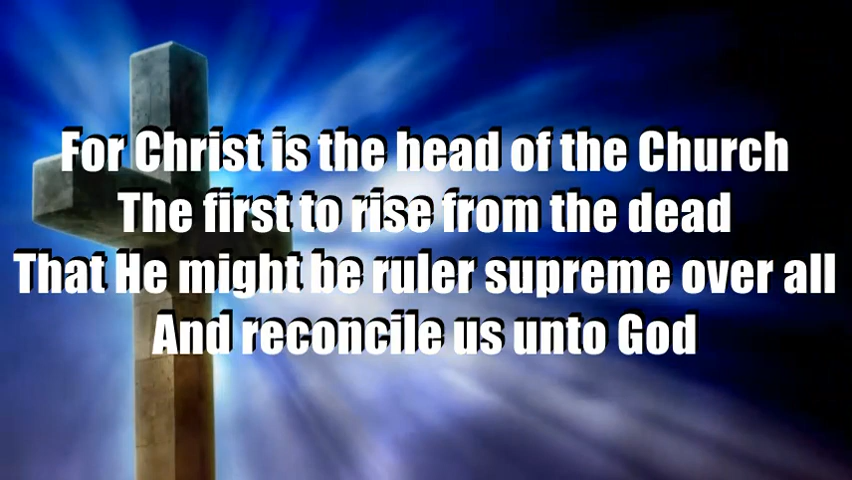 For Christ is the head of the Church
The first to rise from the dead
That He might be ruler supreme over all
And reconcile us unto God